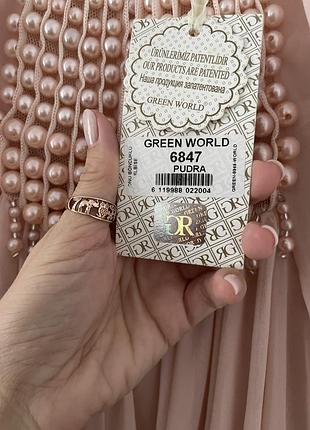 ÜRÜNLERİMİZ PATENTLİDİR
OUR PRODUCTS ARE PATENTED
Наша продукция запатентована
GREEN WORLD
GREEN WORLD
6847
PUDRA
6 119988 022004
GR